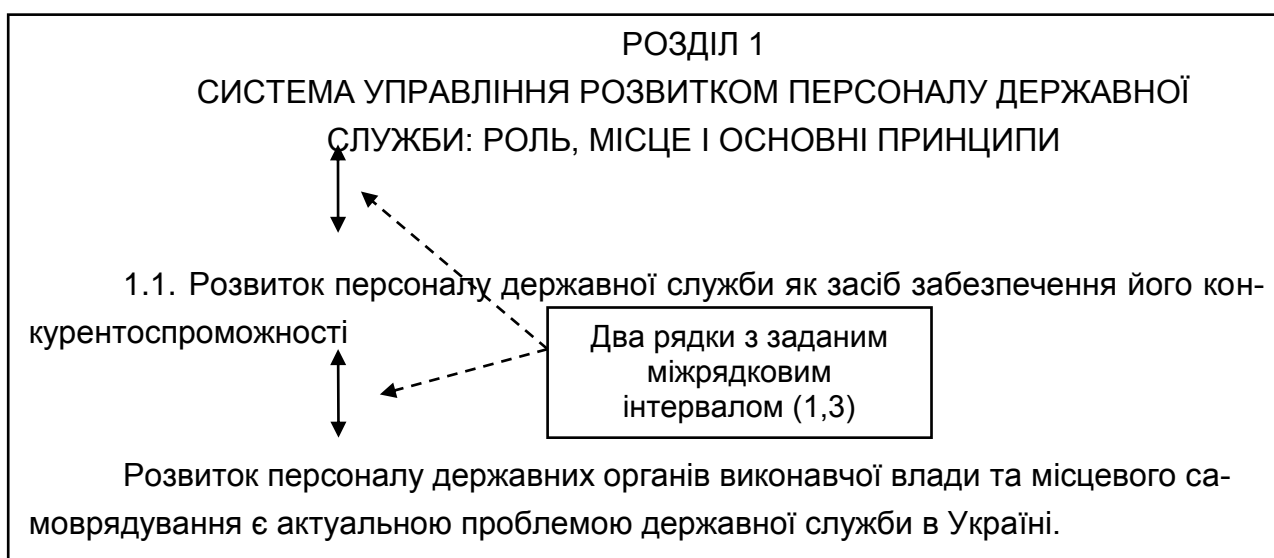 РОЗДІЛ 1
СИСТЕМА УПРАВЛІННЯ РОЗВИТКОМ ПЕРСОНАЛУ ДЕРЖАВНОЇ
СЛУЖБИ: РОЛЬ, МІСЦЕ І ОСНОВНІ ПРИНЦИПИ
1.1. Розвиток персоналу державної служби як засіб забезпечення його кон-
курентоспроможності
Два рядки з заданим
міжрядковим
інтервалом (1,3)
Розвиток персоналу державних органів виконавчої влади та місцевого са-
моврядування є актуальною проблемою державної служби в Україні.